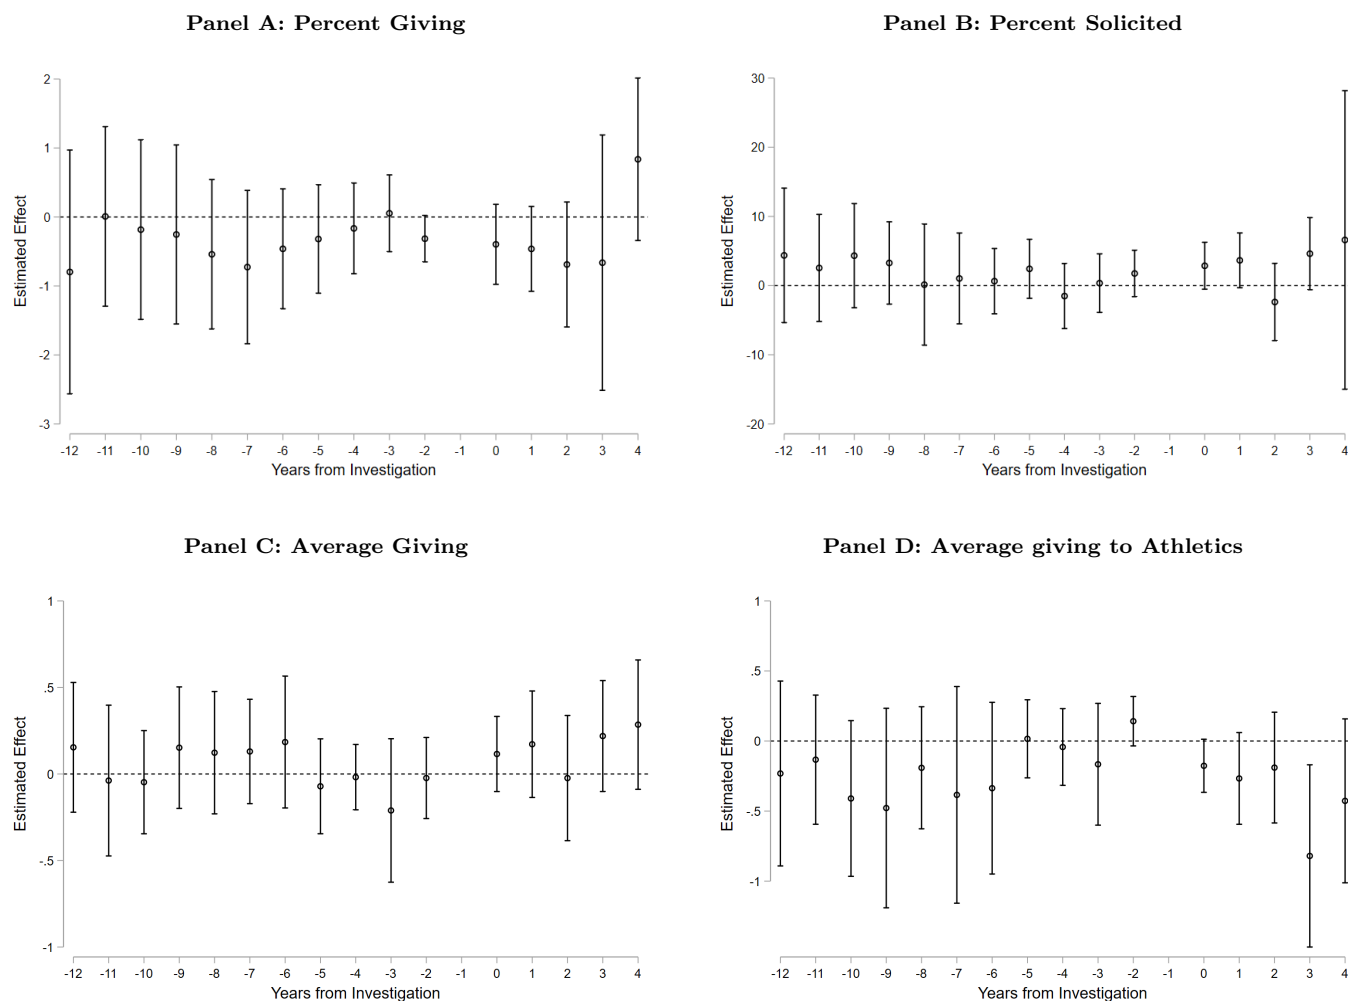 Panel A: Percent Giving
2
1
0
-1
-2
-3
Estimated Effect
-12 -11 -10 -9 -8 -7 -6 -5 -4 -3 -2 -1 0 1 2 3 4
Years from Investigation
Panel B: Percent Solicited
30
20
10
0
-10
-20
Estimated Effect
-12 -11 -10 -9 -8 -7 -6 -5 -4 -3 -2 -1 0 1 2 3 4
Years from Investigation
Panel C: Average Giving
1
.5
0
-.5
-1
Estimated Effect
-12 -11 -10 -9 -8 -7 -6 -5 -4 -3 -2 -1 0 1 2 3 4
Years from Investigation
Panel D: Average giving to Athletics
1
.5
0
-.5
-1
Estimated Effect
-12 -11 -10 -9 -8 -7 -6 -5 -4 -3 -2 -1 0 1 2 3 4
Years from Investigation